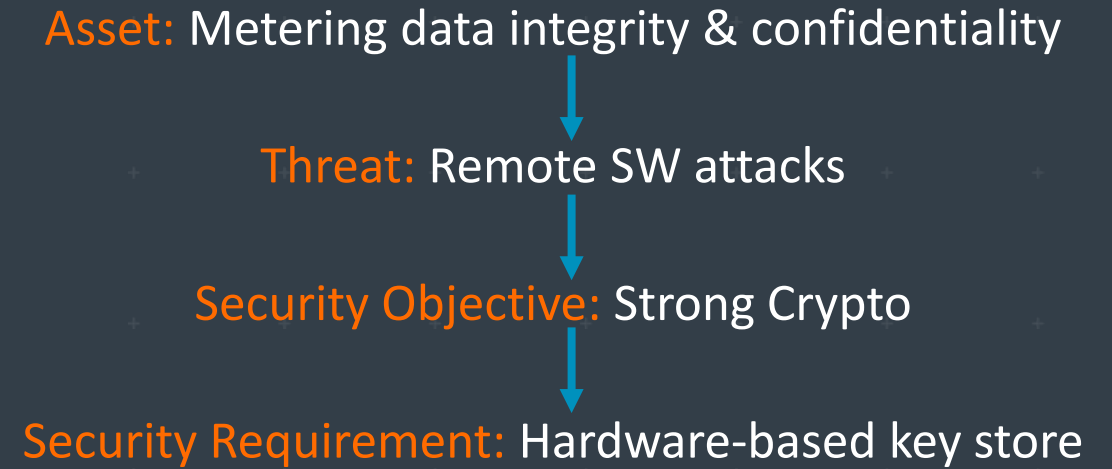 Asset: Metering data integrity & confidentiality
Threat: Remote SW attacks
Security Objective: Strong Crypto
Security Requirement: Hardware-based key store